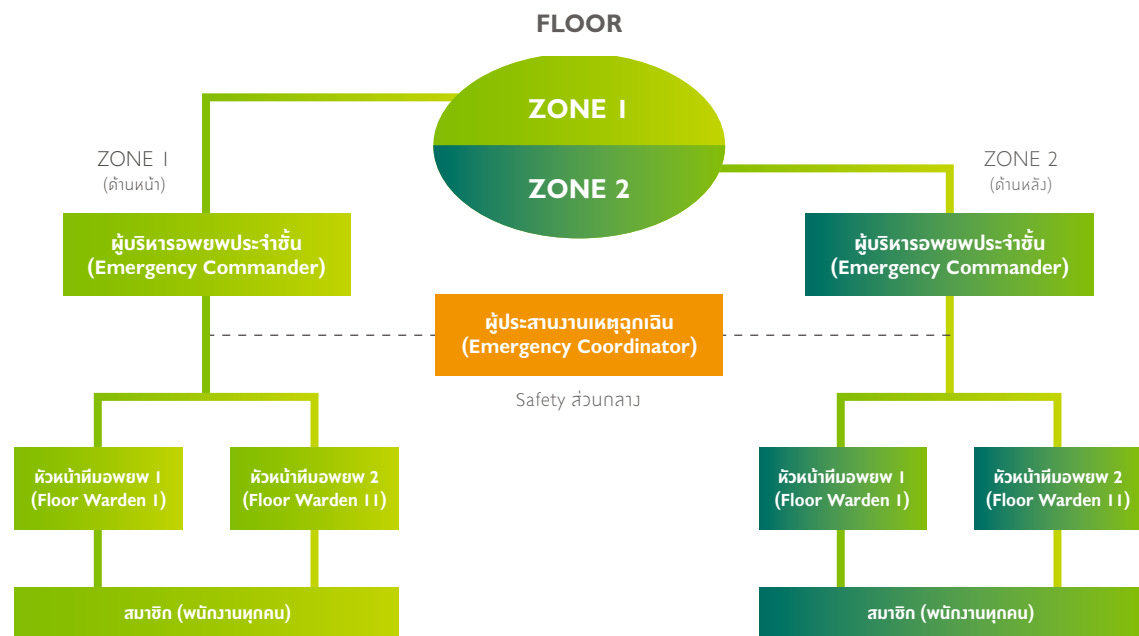 FLOOR
ZONE 1
ZONE 2
ZONE 1
(ด้านหน้า)
ผู้บริหารอพยพประจำชั้น
(Emergency Commander)
ZONE 2
(ด้านหลัง)
ผู้บริหารอพยพประจำชั้น
(Emergency Commander)
ผู้ประสานงานเหตุฉุกเฉิน
(Emergency Coordinator)
Safety ส่วนกลาง
หัวหน้าทีมอพยพ 1
(Floor Warden 1)
หัวหน้าทีมอพยพ 2
(Floor Warden 11)
หัวหน้าทีมอพยพ 1
(Floor Warden 1)
หัวหน้าทีมอพยพ 2
(Floor Warden 11)
สมาชิก (พนักงานทุกคน)
สมาชิก (พนักงานทุกคน)